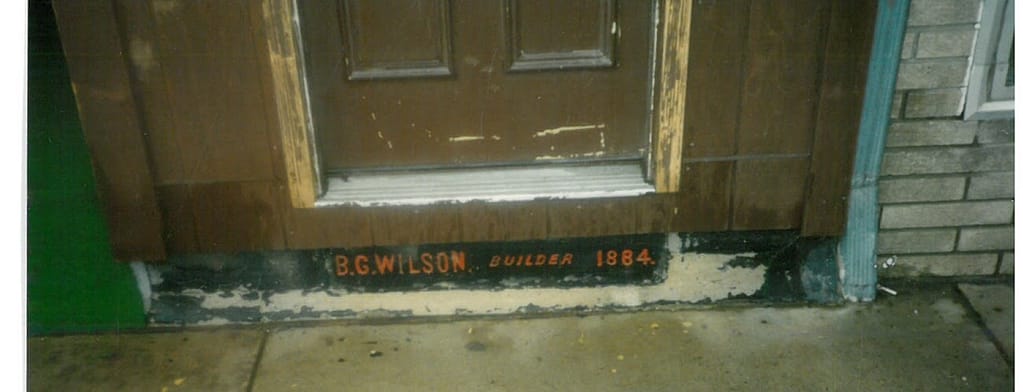 B.G.WILSON. BUILDER 1884.